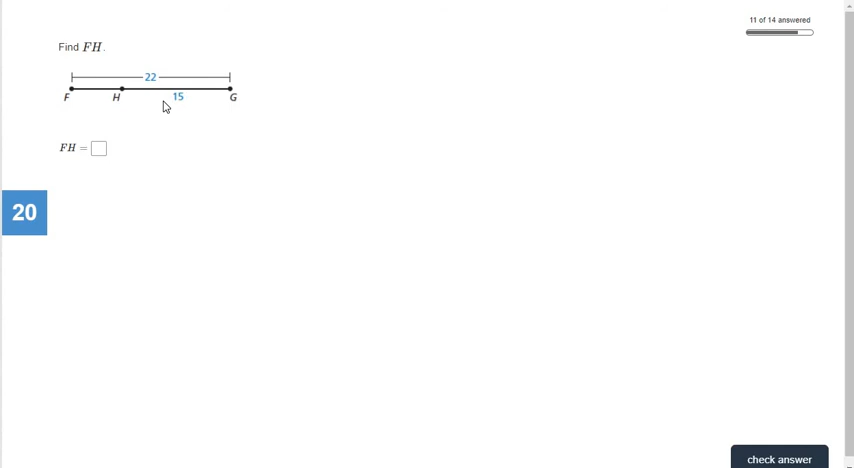 11 of 14 answered
Find FH.
22
F H 15 G
FH =
20
check answer